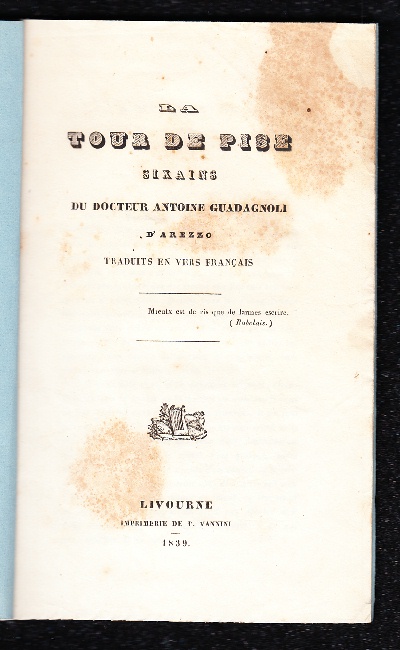 LA
TOUR DE PISE
SIXAINS
DU DOCTEUR ANTOINE GUADAGNOLI
D'AREZZO
TRADUITS EN VERS FRANÇAIS
Mieulx est de ris que de larmes escrire.
(Rabelais.)
LIVOURNE
IMPRIMERIE DE P. VANNINI
1839.